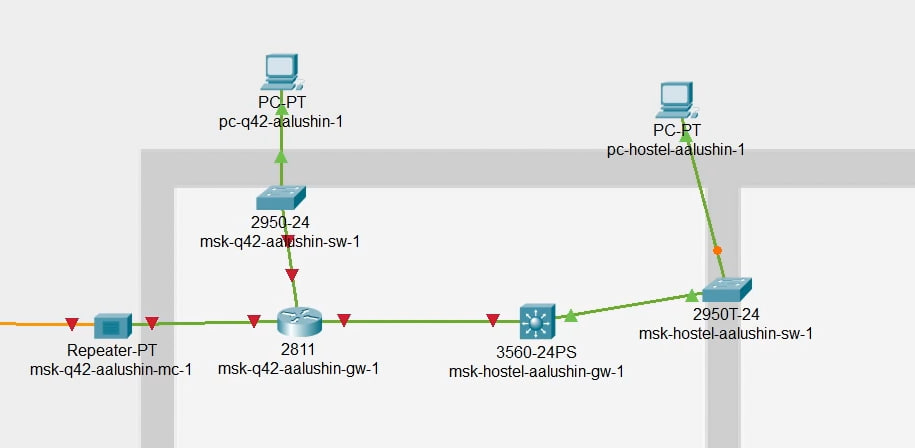 PC-PT
pc-q42-aalushin-1
PC-PT
pc-hostel-aalushin-1
2950-24
msk-q42-aalushin-sw-1
2950T-24
msk-hostel-aalushin-sw-1
Repeater-PT
msk-q42-aalushin-mc-1
2811
msk-q42-aalushin-gw-1
3560-24PS
msk-hostel-aalushin-gw-1